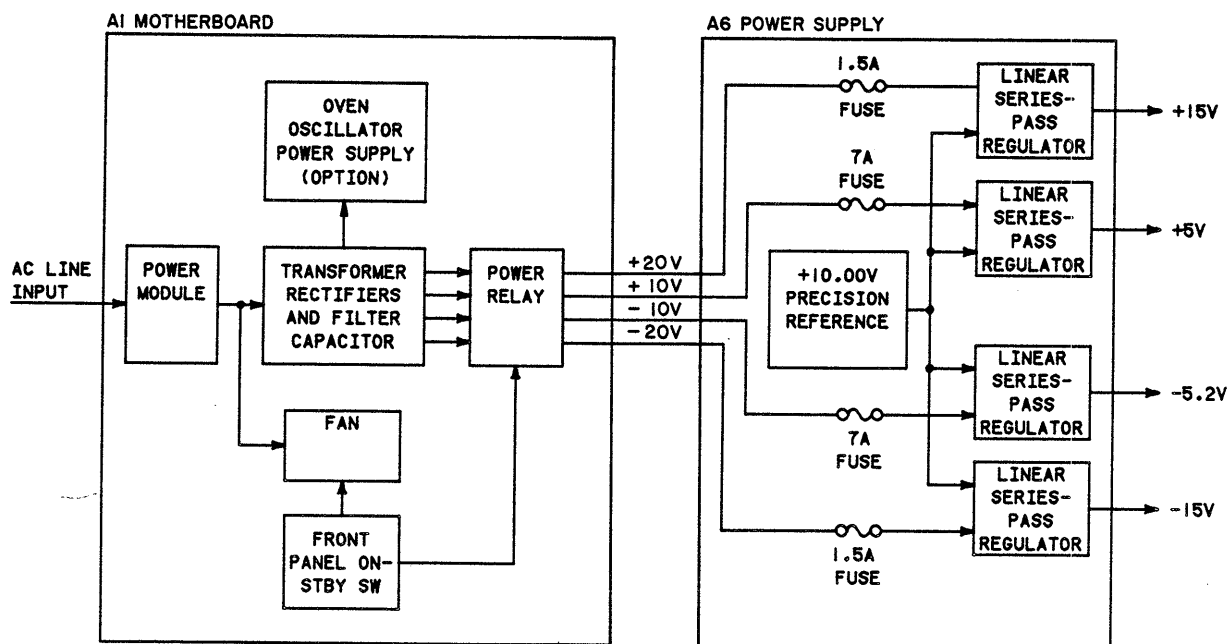 A1 MOTHERBOARD
OVEN
OSCILLATOR
POWER SUPPLY
(OPTION)
AC LINE
INPUT
POWER
MODULE
TRANSFORMER
RECTIFIERS
AND FILTER
CAPACITOR
POWER
RELAY
FAN
FRONT
PANEL ON-
STBY SW
+20V
+10V
-10V
-20V
A6 POWER SUPPLY
1.5A
FUSE
LINEAR
SERIES-
PASS
REGULATOR
+15V
7A
FUSE
LINEAR
SERIES-
PASS
REGULATOR
+5V
+10.00V
PRECISION
REFERENCE
LINEAR
SERIES-
PASS
REGULATOR
-5.2V
7A
FUSE
LINEAR
SERIES-
PASS
REGULATOR
-15V
1.5A
FUSE